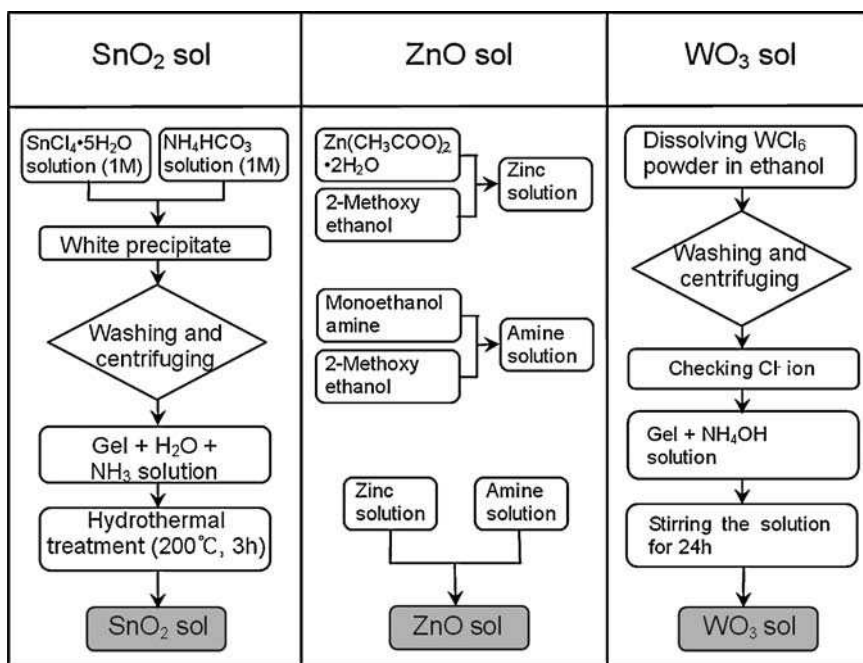 SnO₂ sol
SnCl₄•5H₂O
solution (1M)
NH₄HCO₃
solution (1M)
White precipitate
Washing and
centrifuging
Gel + H₂O +
NH₃ solution
Hydrothermal
treatment (200℃, 3h)
SnO₂ sol
ZnO sol
Zn(CH₃COO)₂
•2H₂O
2-Methoxy
ethanol
Zinc
solution
Monoethanol
amine
2-Methoxy
ethanol
Amine
solution
Zinc
solution
Amine
solution
ZnO sol
WO₃ sol
Dissolving WCl₆
powder in ethanol
Washing and
centrifuging
Checking Cl⁻ ion
Gel + NH₄OH
solution
Stirring the solution
for 24h
WO₃ sol